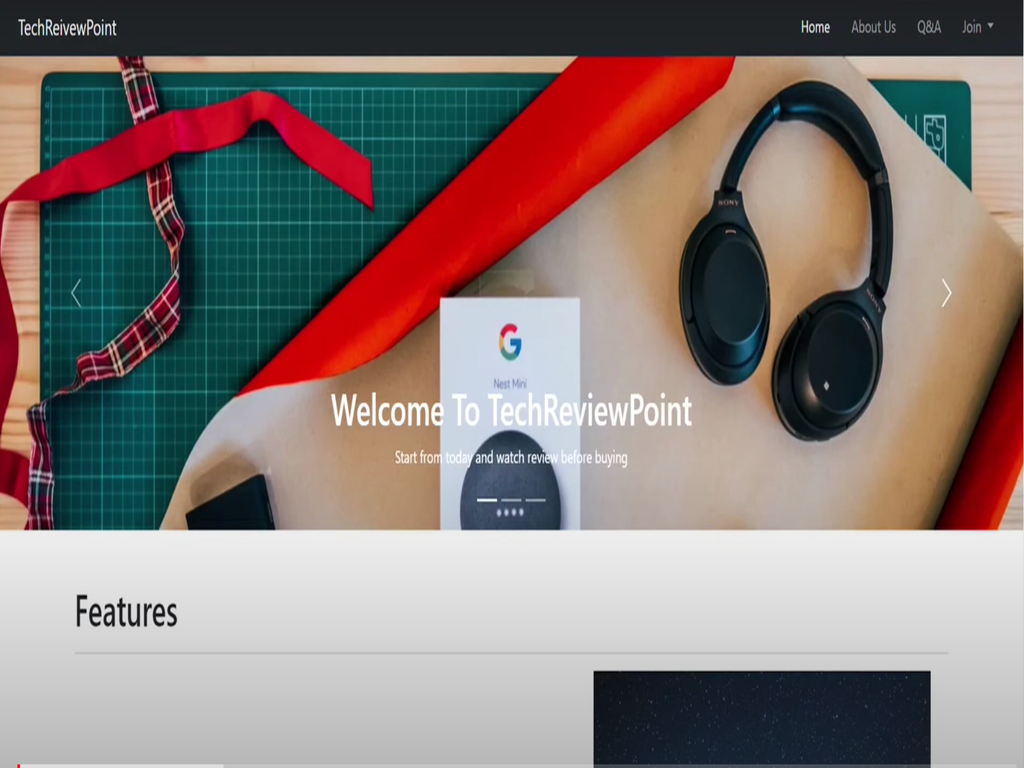 TechReivewPoint
Home About Us Q&A Join
SONY
SONY
G
Nest Mini
Welcome To TechReviewPoint
Start from today and watch review before buying
Features